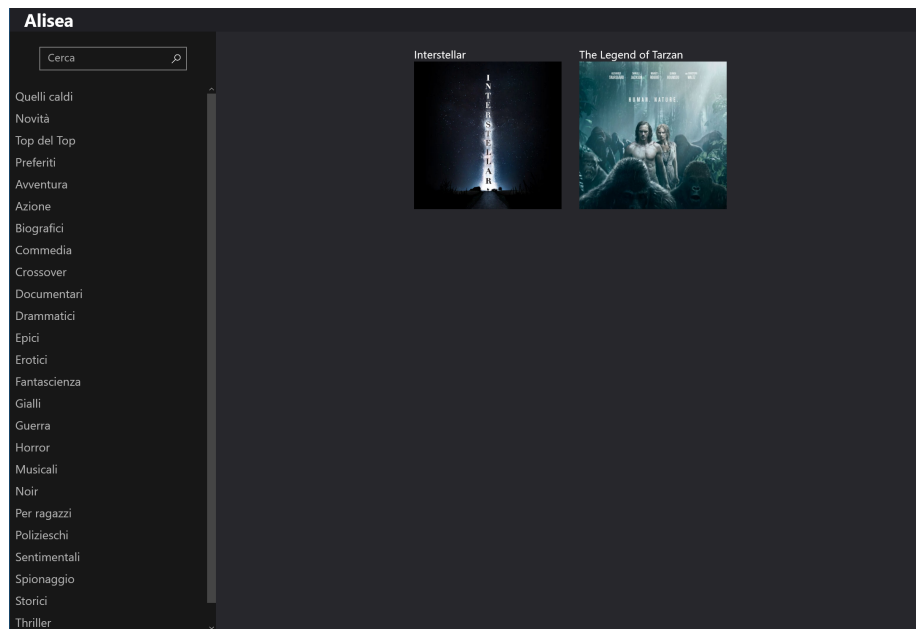 Alisea
Cerca
Quelli caldi
Novità
Top del Top
Preferiti
Avventura
Azione
Biografici
Commedia
Crossover
Documentari
Drammatici
Epici
Erotici
Fantascienza
Gialli
Guerra
Horror
Musicali
Noir
Per ragazzi
Polizieschi
Sentimentali
Spionaggio
Storici
Thriller
Interstellar
INTERSTELLAR
The Legend of Tarzan
HUMAN. NATURE.